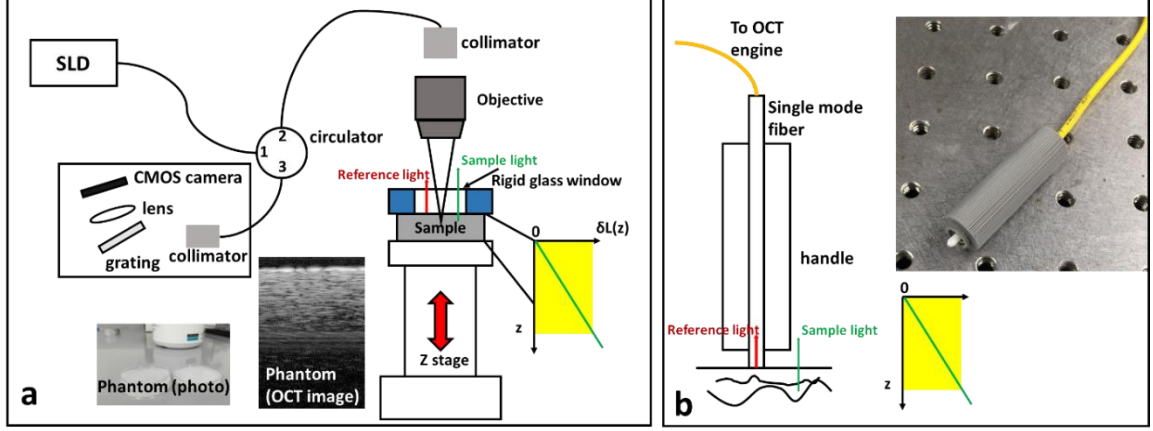 SLD
collimator
Objective
circulator
1
2
3
CMOS camera
lens
grating
collimator
Reference light
Sample light
Rigid glass window
Sample
0
δL(z)
z
Z stage
Phantom (photo)
Phantom
(OCT image)
a
To OCT
engine
Single mode
fiber
handle
Reference light
Sample light
0
z
b